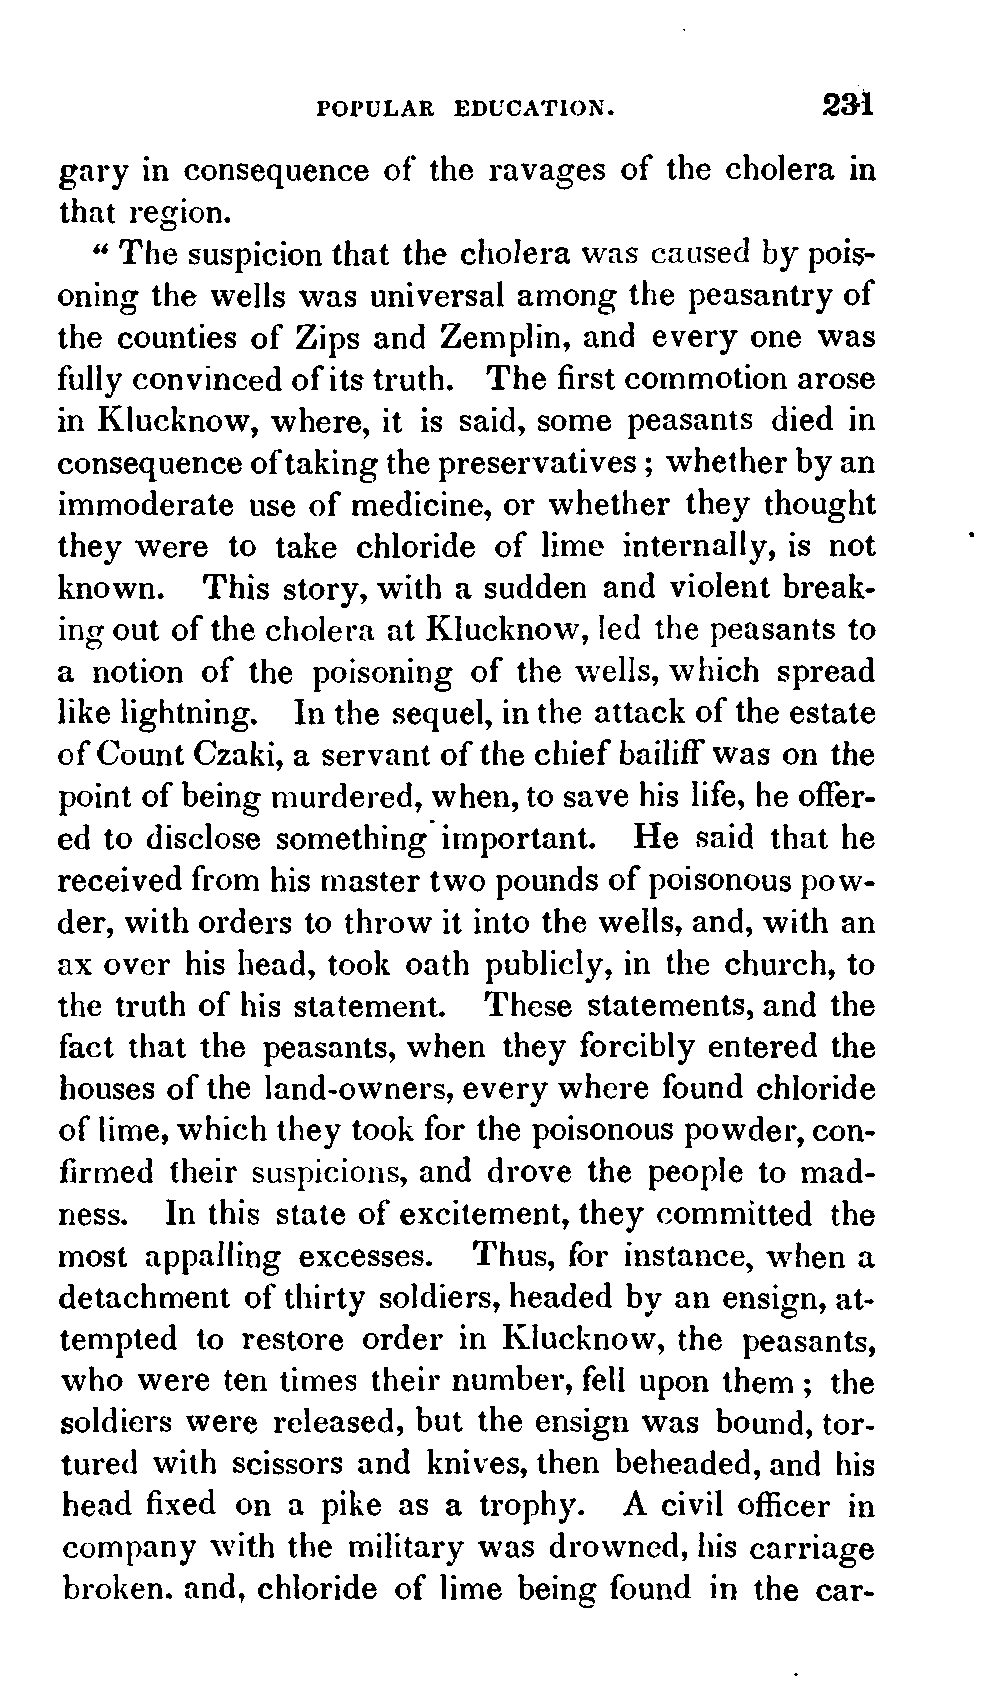 POPULAR EDUCATION. 231
gary in consequence of the ravages of the cholera in
that region.
“ The suspicion that the cholera was caused by pois-
oning the wells was universal among the peasantry of
the counties of Zips and Zemplin, and every one was
fully convinced of its truth. The first commotion arose
in Klucknow, where, it is said, some peasants died in
consequence of taking the preservatives ; whether by an
immoderate use of medicine, or whether they thought
they were to take chloride of lime internally, is not
known. This story, with a sudden and violent break-
ing out of the cholera at Klucknow, led the peasants to
a notion of the poisoning of the wells, which spread
like lightning. In the sequel, in the attack of the estate
of Count Czaki, a servant of the chief bailiff was on the
point of being murdered, when, to save his life, he offer-
ed to disclose something important. He said that he
received from his master two pounds of poisonous pow-
der, with orders to throw it into the wells, and, with an
ax over his head, took oath publicly, in the church, to
the truth of his statement. These statements, and the
fact that the peasants, when they forcibly entered the
houses of the land-owners, every where found chloride
of lime, which they took for the poisonous powder, con-
firmed their suspicions, and drove the people to mad-
ness. In this state of excitement, they committed the
most appalling excesses. Thus, for instance, when a
detachment of thirty soldiers, headed by an ensign, at-
tempted to restore order in Klucknow, the peasants,
who were ten times their number, fell upon them ; the
soldiers were released, but the ensign was bound, tor-
tured with scissors and knives, then beheaded, and his
head fixed on a pike as a trophy. A civil officer in
company with the military was drowned, his carriage
broken. and, chloride of lime being found in the car-